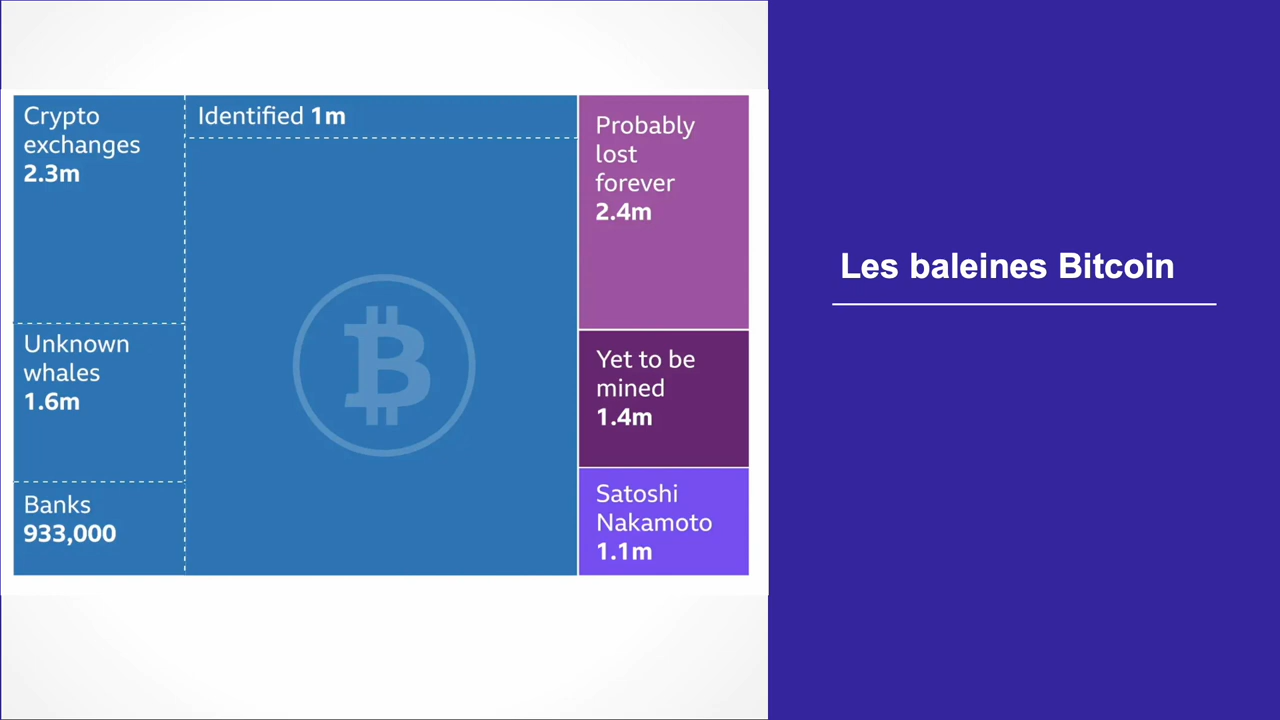 Crypto
exchanges
2.3m
Identified 1m
Probably
lost
forever
2.4m
Unknown
whales
1.6m
Yet to be
mined
1.4m
Banks
933,000
Satoshi
Nakamoto
1.1m
Les baleines Bitcoin